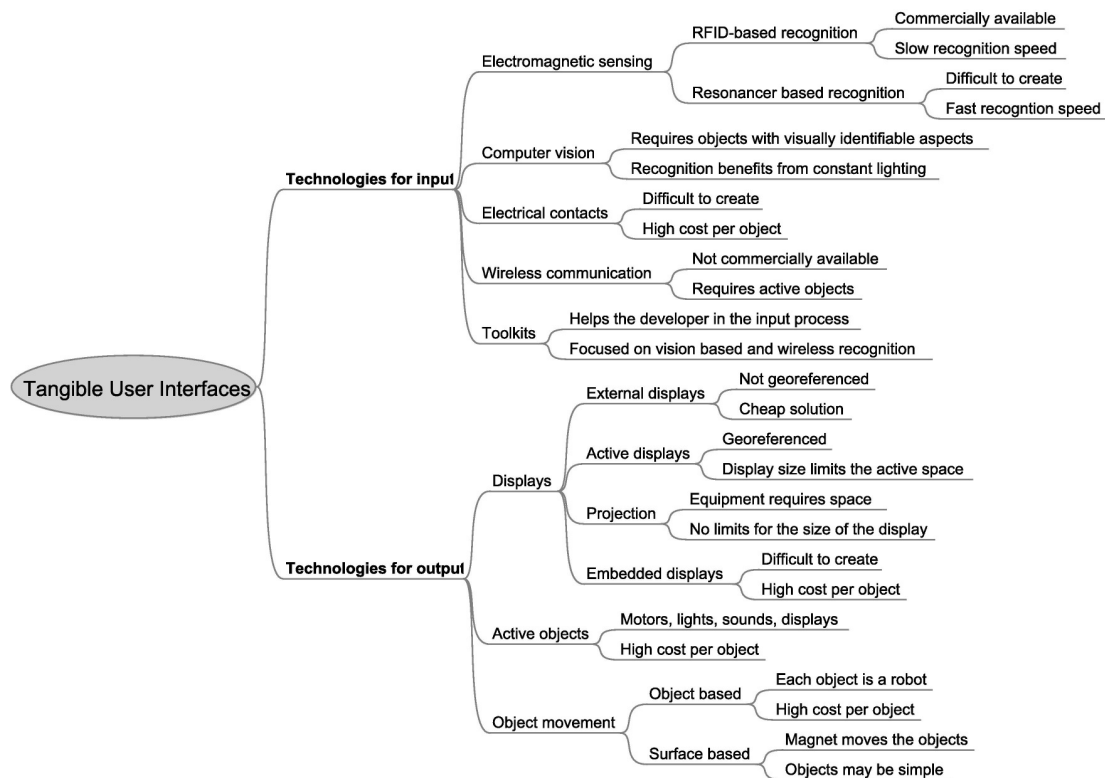 Tangible User Interfaces
Technologies for input
Electromagnetic sensing
RFID-based recognition
Commercially available
Slow recognition speed
Resonancer based recognition
Difficult to create
Fast recogntion speed
Computer vision
Requires objects with visually identifiable aspects
Recognition benefits from constant lighting
Electrical contacts
Difficult to create
High cost per object
Wireless communication
Not commercially available
Requires active objects
Toolkits
Helps the developer in the input process
Focused on vision based and wireless recognition
Technologies for output
Displays
External displays
Not georeferenced
Cheap solution
Active displays
Georeferenced
Display size limits the active space
Projection
Equipment requires space
No limits for the size of the display
Embedded displays
Difficult to create
High cost per object
Active objects
Motors, lights, sounds, displays
High cost per object
Object movement
Object based
Each object is a robot
High cost per object
Surface based
Magnet moves the objects
Objects may be simple